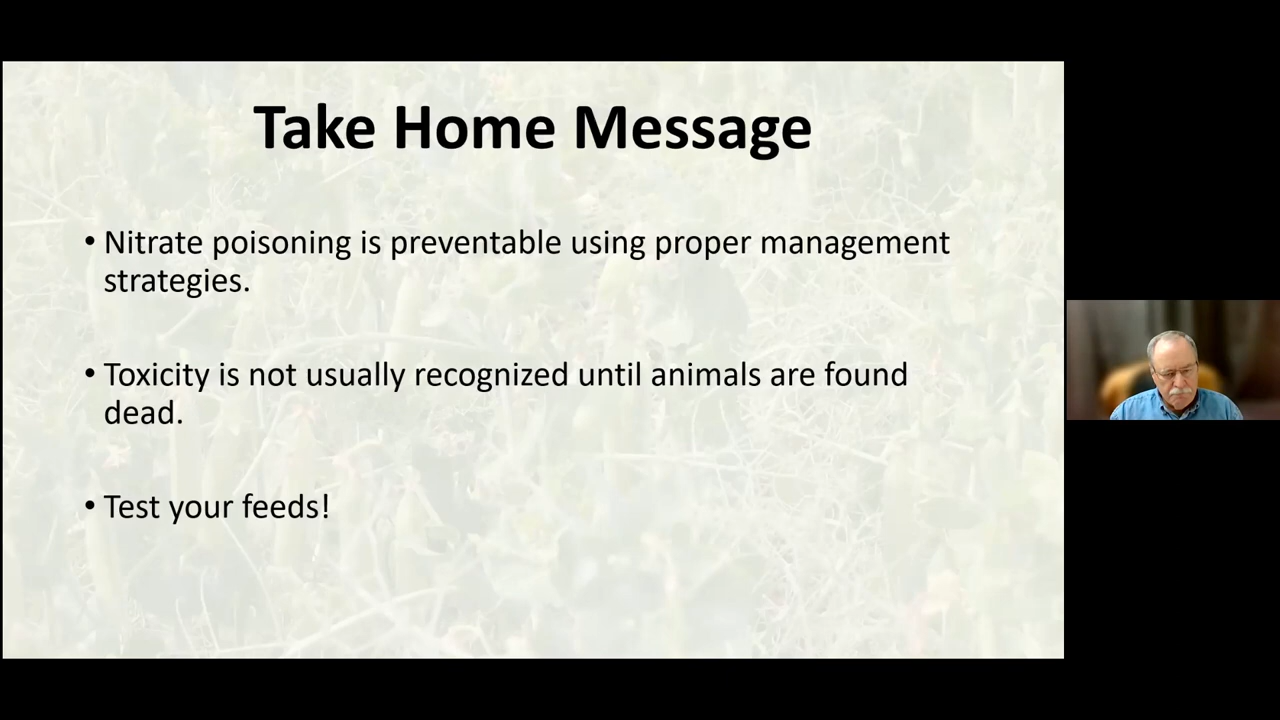 Take Home Message
• Nitrate poisoning is preventable using proper management
strategies.
• Toxicity is not usually recognized until animals are found
dead.
• Test your feeds!